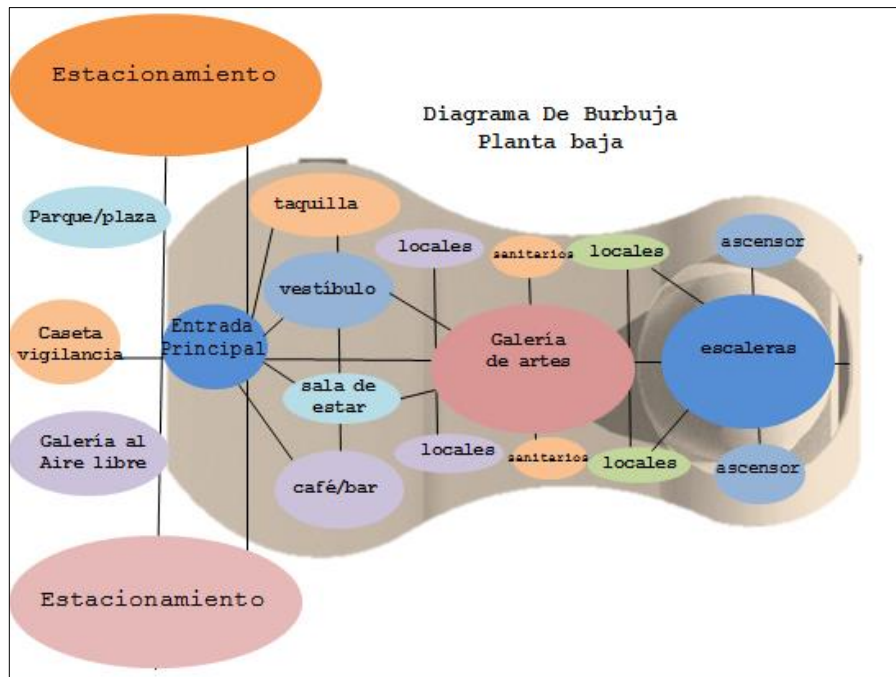 Estacionamiento
Diagrama De Burbuja
Planta baja
Parque/plaza
taquilla
locales
sanitarios
locales
ascensor
vestíbulo
Caseta
vigilancia
Entrada
Principal
Galería
de artes
escaleras
sala de
estar
Galería al
Aire libre
locales
sanitarios
locales
ascensor
café/bar
Estacionamiento